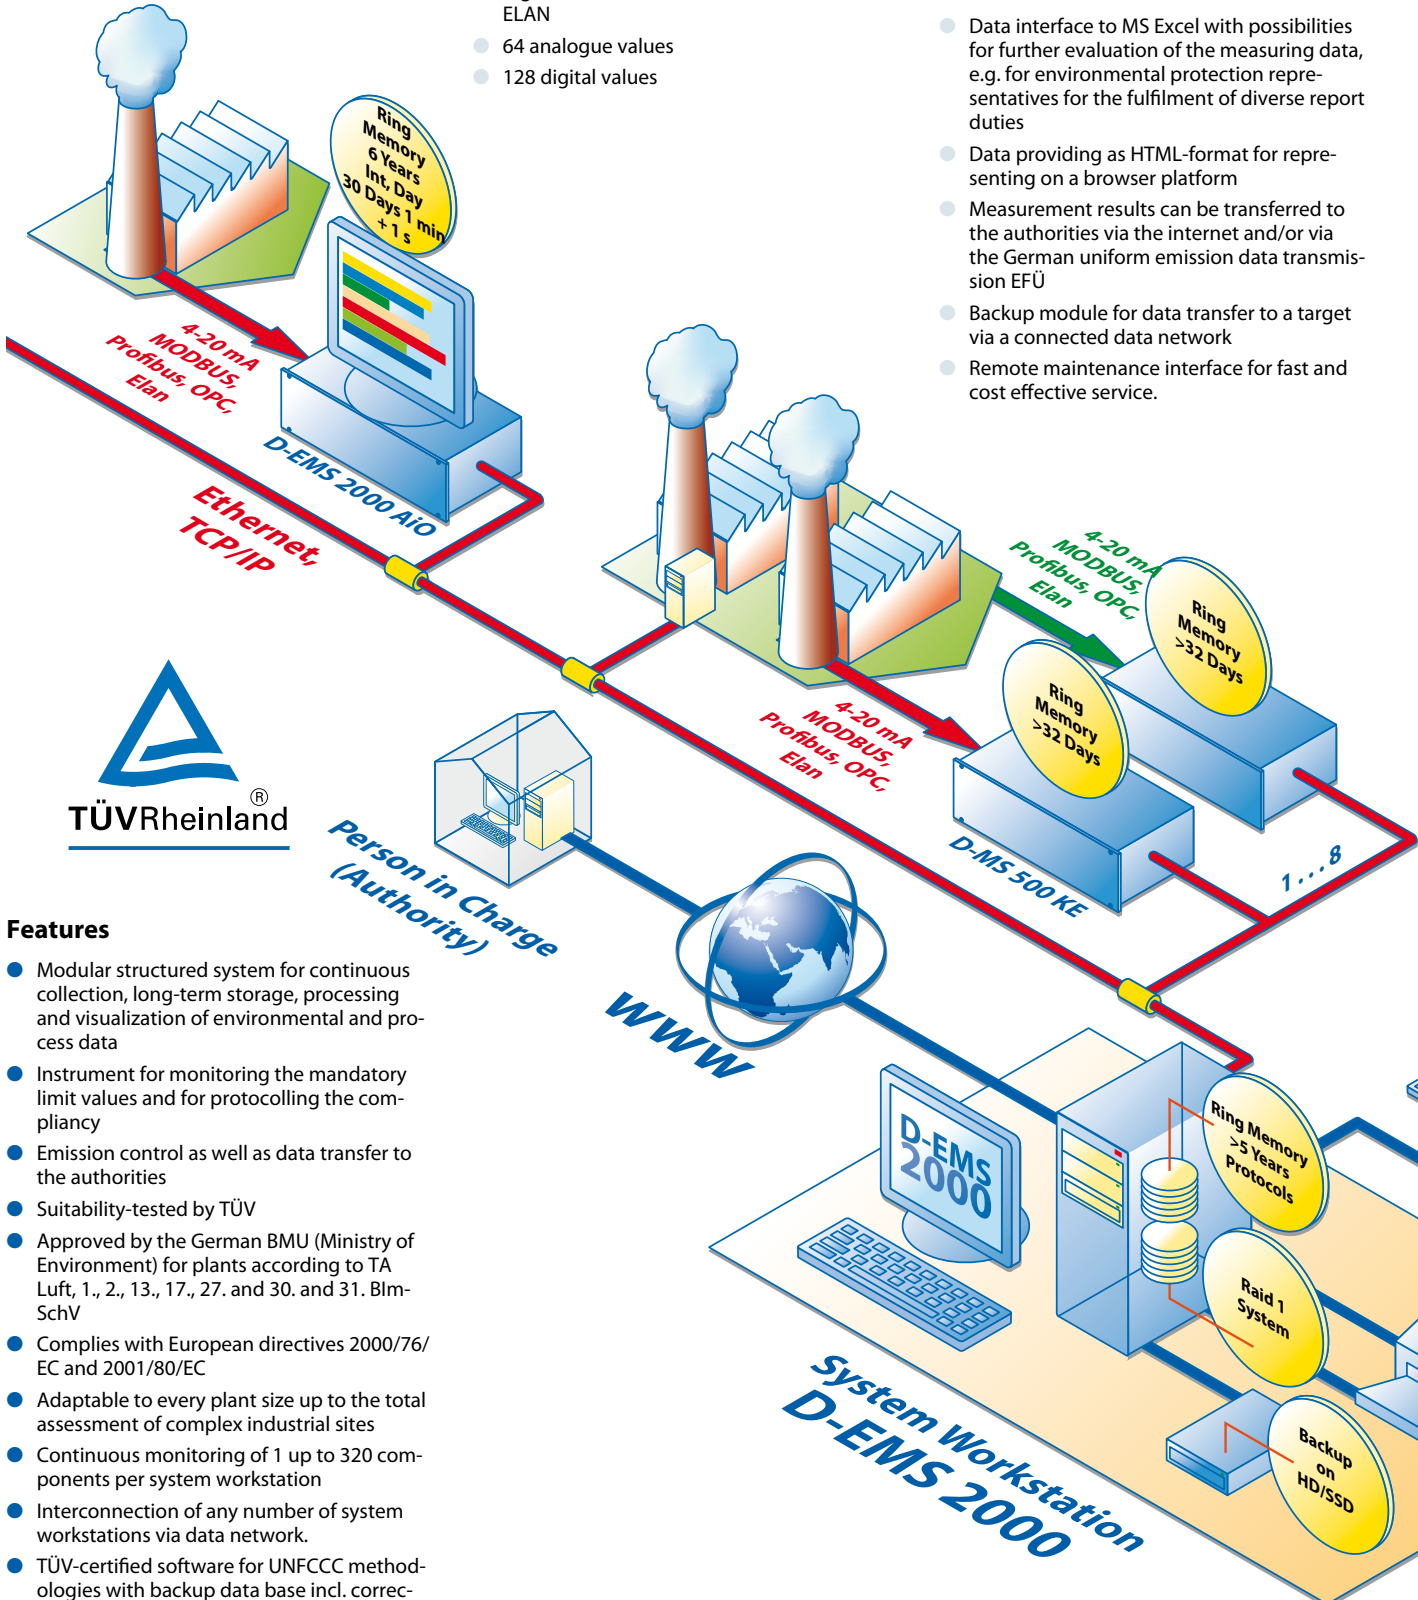 ELAN
64 analogue values
128 digital values
Data interface to MS Excel with possibilities
for further evaluation of the measuring data,
e.g. for environmental protection repre-
sentatives for the fulfilment of diverse report
duties
Data providing as HTML-format for repre-
senting on a browser platform
Measurement results can be transferred to
the authorities via the internet and/or via
the German uniform emission data transmis-
sion EFÜ
Backup module for data transfer to a target
via a connected data network
Remote maintenance interface for fast and
cost effective service.
Ring
Memory
6 Years
Int, Day
30 Days 1 min
+ 1 s
4-20 mA
MODBUS,
Profibus, OPC,
Elan
D-EMS 2000 AiO
Ethernet,
TCP/IP
4-20 mA
MODBUS,
Profibus, OPC,
Elan
Ring
Memory
>32 Days
Ring
Memory
>32 Days
4-20 mA
MODBUS,
Profibus, OPC,
Elan
D-MS 500 KE
1 . . . 8
TÜVRheinland®
Person in Charge
(Authority)
WWW
Features
Modular structured system for continuous
collection, long-term storage, processing
and visualization of environmental and pro-
cess data
Instrument for monitoring the mandatory
limit values and for protocolling the com-
pliancy
Emission control as well as data transfer to
the authorities
Suitability-tested by TÜV
Approved by the German BMU (Ministry of
Environment) for plants according to TA
Luft, 1., 2., 13., 17., 27. and 30. and 31. BIm-
SchV
Complies with European directives 2000/76/
EC and 2001/80/EC
Adaptable to every plant size up to the total
assessment of complex industrial sites
Continuous monitoring of 1 up to 320 com-
ponents per system workstation
Interconnection of any number of system
workstations via data network.
TÜV-certified software for UNFCCC method-
ologies with backup data base incl. correc-
D-EMS
2000
Ring Memory
>5 Years
Protocols
Raid 1
System
Backup
on
HD/SSD
System Workstation
D-EMS 2000